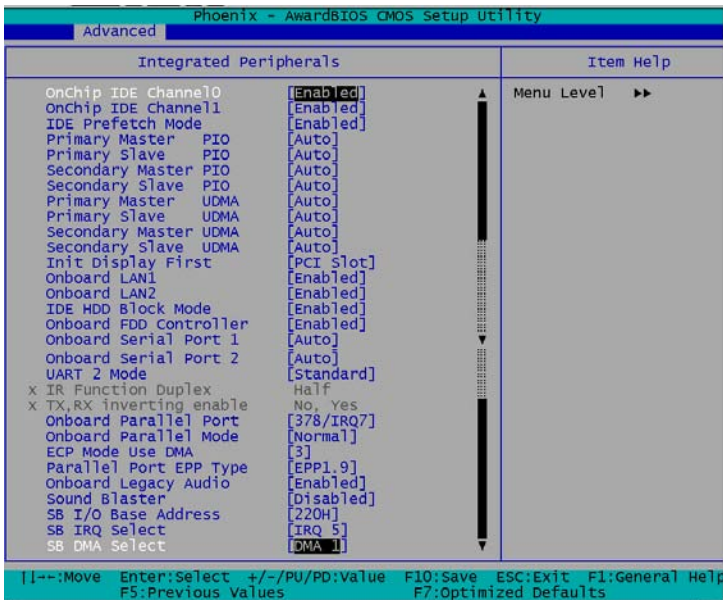 Phoenix - AwardBIOS CMOS Setup Utility
Advanced
Integrated Peripherals
Item Help
OnChip IDE Channel0 [Enabled]
Menu Level ▶▶
OnChip IDE Channel1 [Enabled]
IDE Prefetch Mode [Enabled]
Primary Master PIO [Auto]
Primary Slave PIO [Auto]
Secondary Master PIO [Auto]
Secondary Slave PIO [Auto]
Primary Master UDMA [Auto]
Primary Slave UDMA [Auto]
Secondary Master UDMA [Auto]
Secondary Slave UDMA [Auto]
Init Display First [PCI Slot]
Onboard LAN1 [Enabled]
Onboard LAN2 [Enabled]
IDE HDD Block Mode [Enabled]
Onboard FDD Controller [Enabled]
Onboard Serial Port 1 [Auto]
Onboard Serial Port 2 [Auto]
UART 2 Mode [Standard]
x IR Function Duplex Half
x TX,RX inverting enable No, Yes
Onboard Parallel Port [378/IRQ7]
Onboard Parallel Mode [Normal]
ECP Mode Use DMA [3]
Parallel Port EPP Type [EPP1.9]
Onboard Legacy Audio [Enabled]
Sound Blaster [Disabled]
SB I/O Base Address [220H]
SB IRQ Select [IRQ 5]
SB DMA Select [DMA 1]
:Move Enter:Select +/-/PU/PD:Value F10:Save ESC:Exit F1:General Help
F5:Previous Values F7:Optimized Defaults